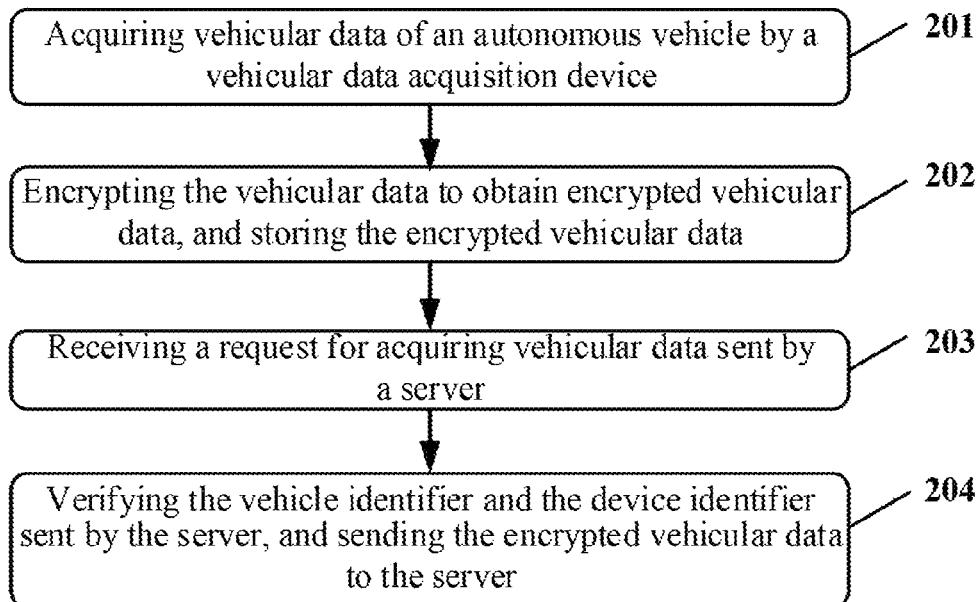 Acquiring vehicular data of an autonomous vehicle by a
vehicular data acquisition device
201
Encrypting the vehicular data to obtain encrypted vehicular
data, and storing the encrypted vehicular data
202
Receiving a request for acquiring vehicular data sent by
a server
203
Verifying the vehicle identifier and the device identifier
sent by the server, and sending the encrypted vehicular data
to the server
204